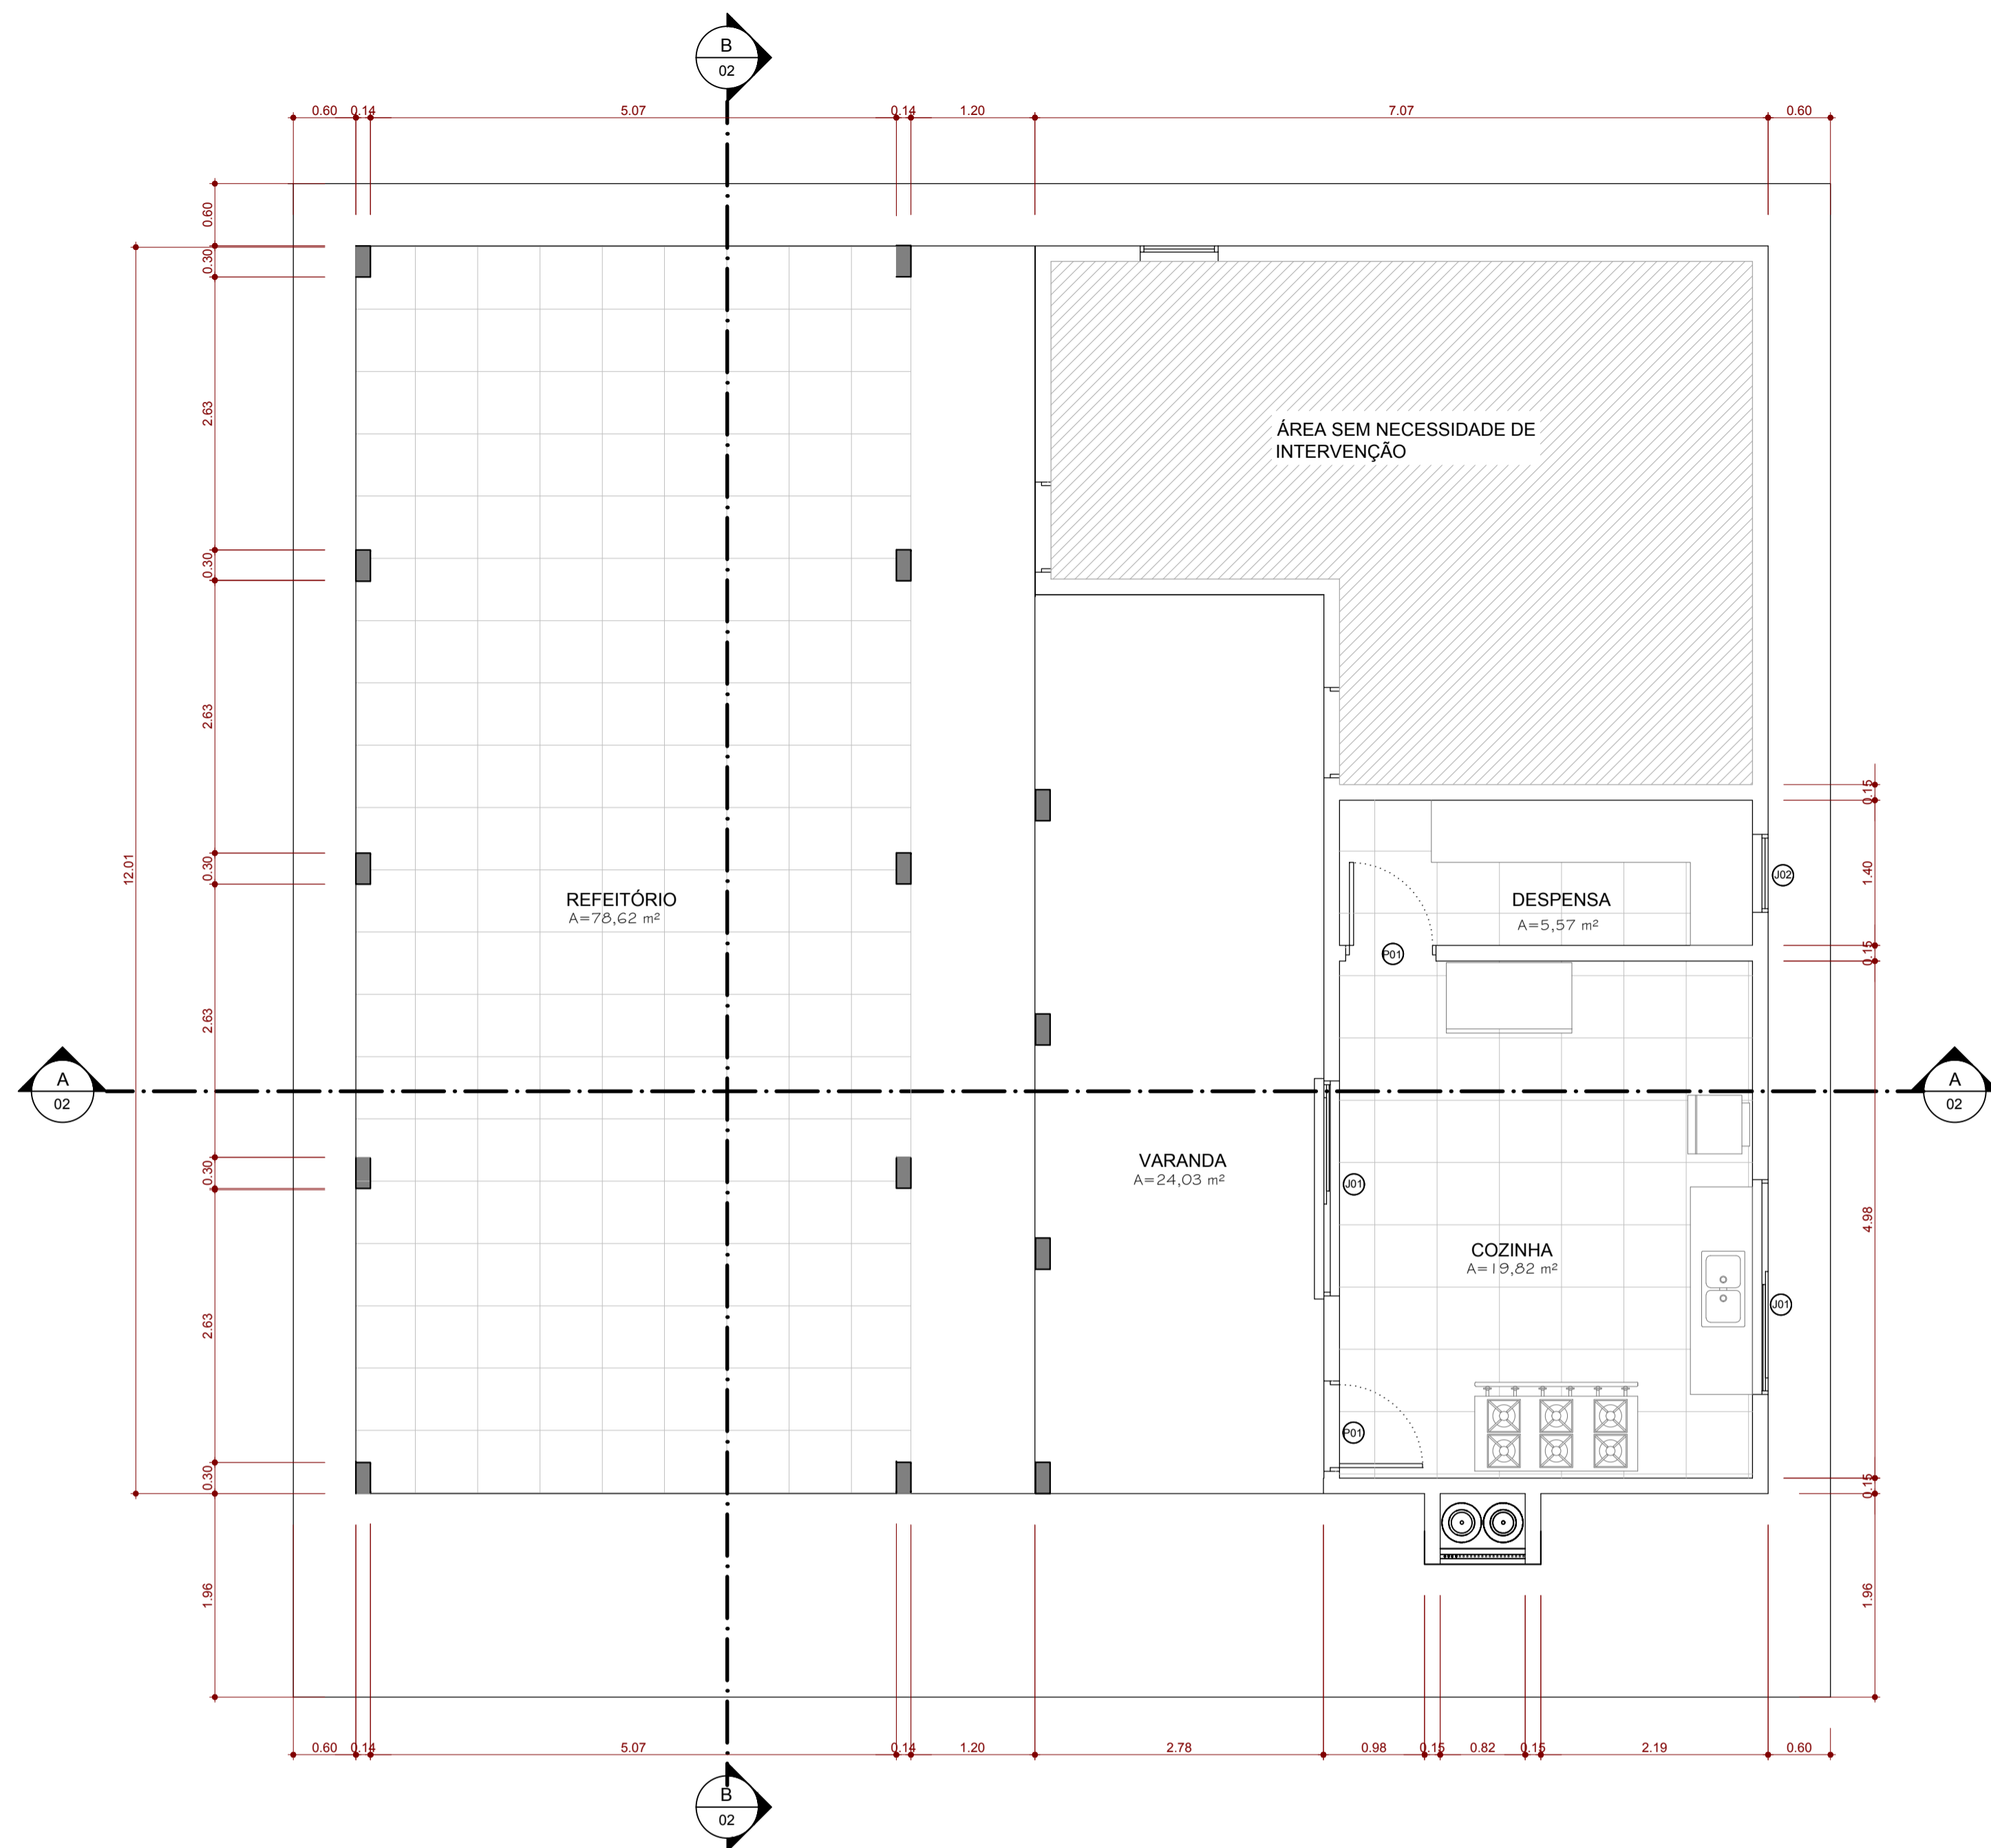 B
02
0.60 0.14 5.07 0.14 1.20 7.07 0.60
0.60
0.30
2.63
0.30
2.63
0.30
2.63
0.30
2.63
0.30
1.96
12.01
ÁREA SEM NECESSIDADE DE
INTERVENÇÃO
REFEITÓRIO
A=78,62 m²
DESPENSA
A=5,57 m²
J02
P01
0.15
1.40
0.15
4.98
0.15
1.96
A
02
A
02
VARANDA
A=24,03 m²
J01
COZINHA
A=19,82 m²
J01
P01
0.60 0.14 5.07 0.14 1.20 2.78 0.98 0.15 0.82 0.15 2.19 0.60
B
02